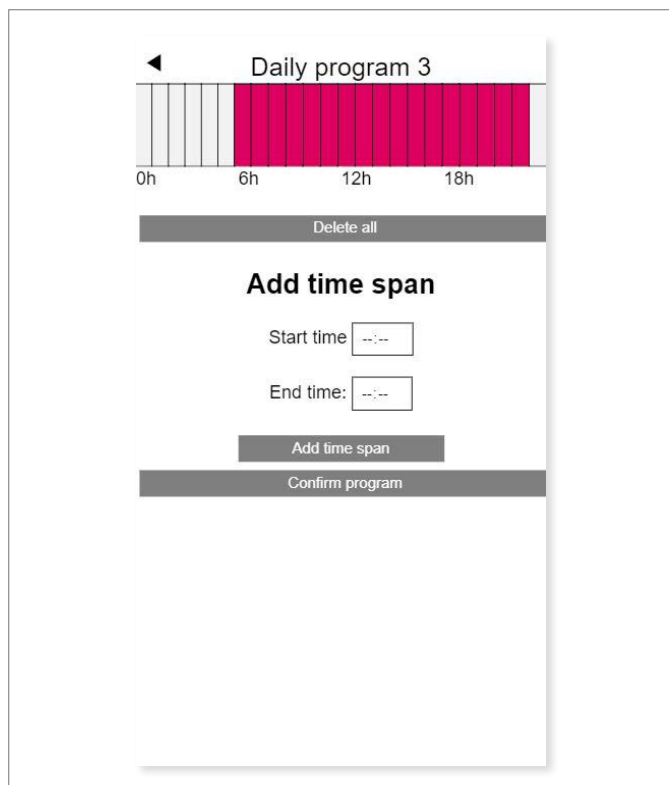 Daily program 3
0h 6h 12h 18h
Delete all
Add time span
Start time --:--
End time: --:--
Add time span
Confirm program